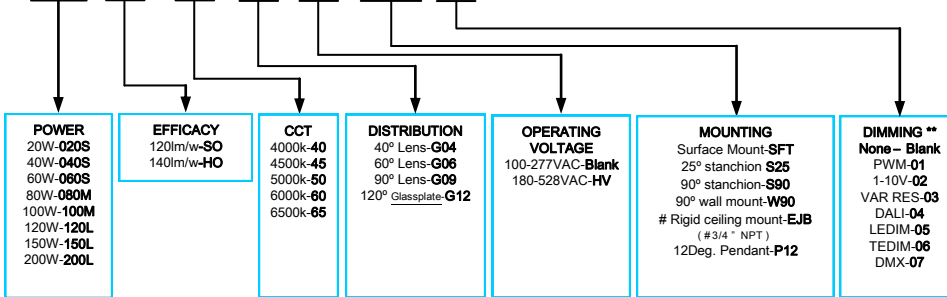 POWER
20W-020S
40W-040S
60W-060S
80W-080M
100W-100M
120W-120L
150W-150L
200W-200L
EFFICACY
120lm/w-SO
140lm/w-HO
CCT
4000k-40
4500k-45
5000k-50
6000k-60
6500k-65
DISTRIBUTION
40º Lens-G04
60º Lens-G06
90º Lens-G09
120º Glassplate-G12
OPERATING
VOLTAGE
100-277VAC-Blank
180-528VAC-HV
MOUNTING
Surface Mount-SFT
25º stanchion S25
90º stanchion-S90
90º wall mount-W90
# Rigid ceiling mount-EJB
( #3/4 " NPT )
12Deg. Pendant-P12
DIMMING **
None– Blank
PWM-01
1-10V-02
VAR RES-03
DALI-04
LEDIM-05
TEDIM-06
DMX-07